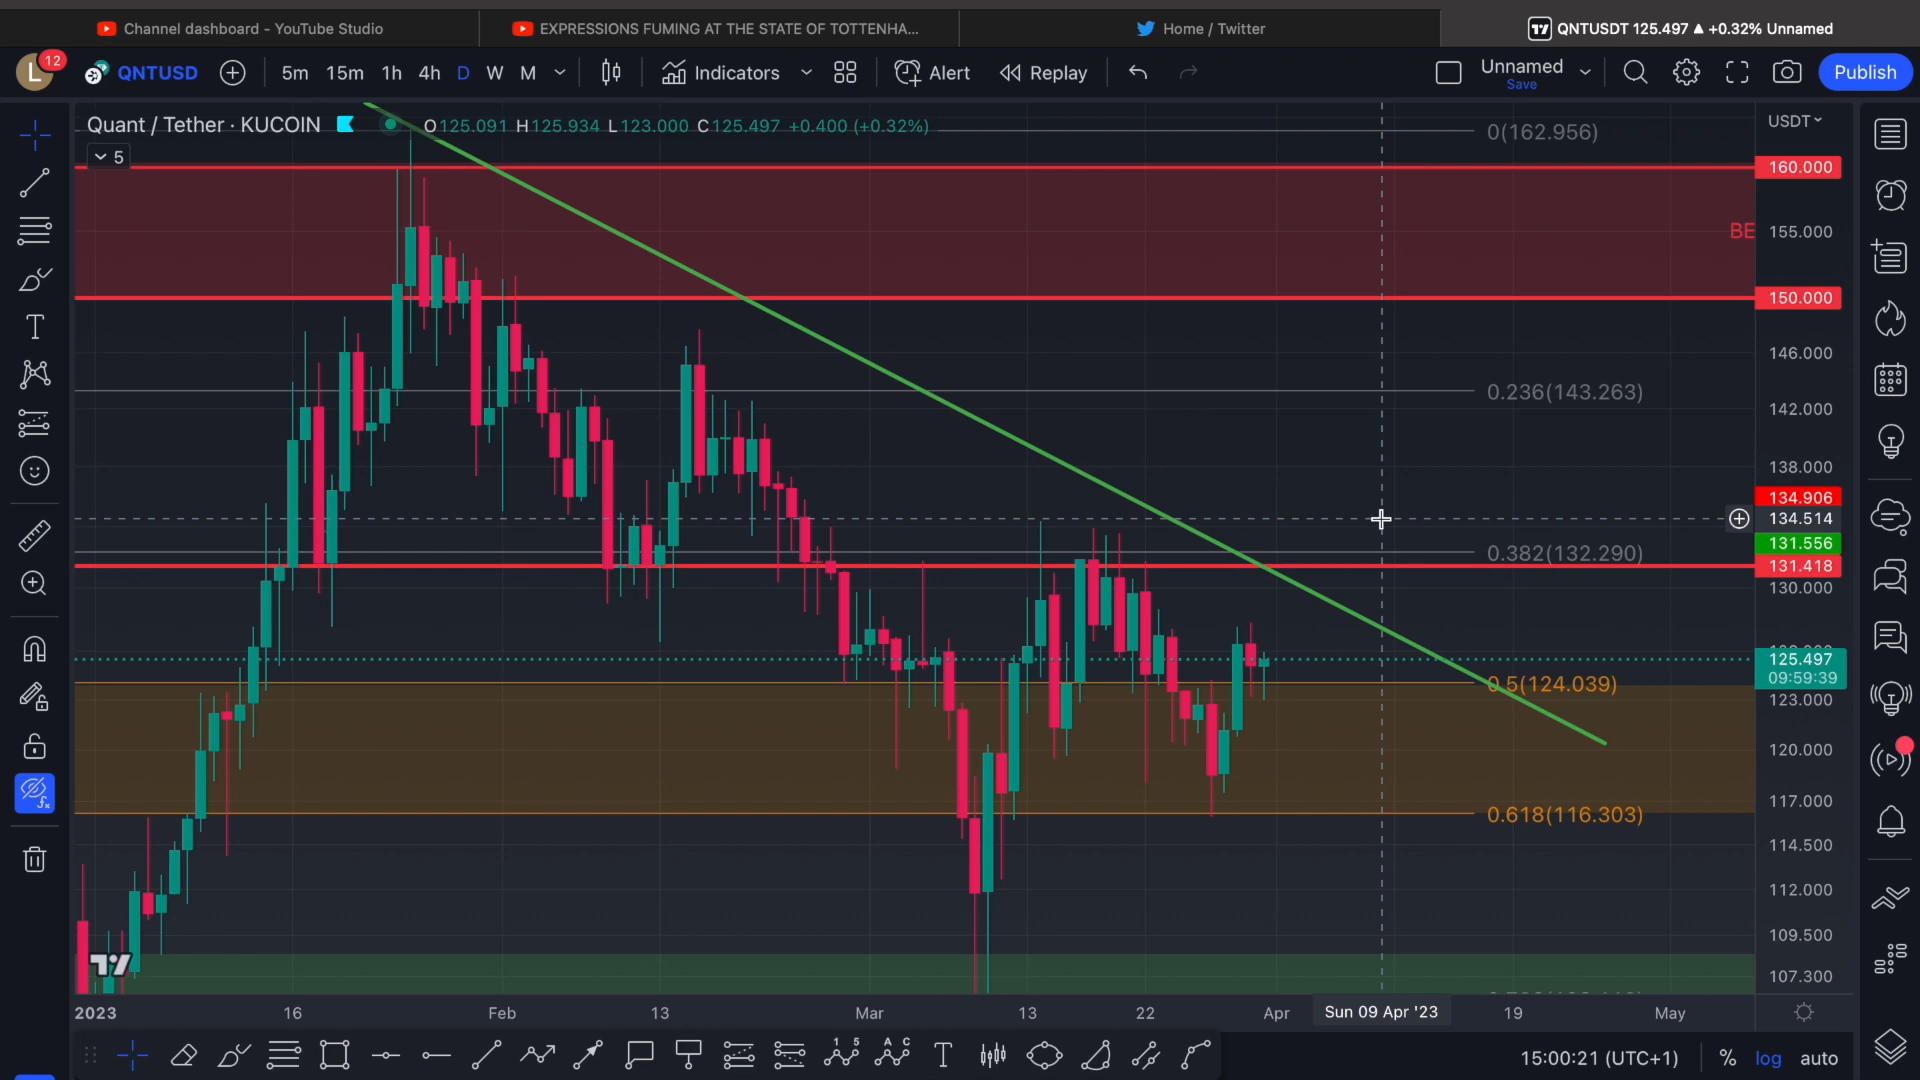 Channel dashboard - YouTube Studio
EXPRESSIONS FUMING AT THE STATE OF TOTTENHA...
Home / Twitter
QNTUSDT 125.497 ▲ +0.32% Unnamed
L
12
QNTUSD
5m 15m 1h 4h D W M
Indicators
Alert
Replay
Unnamed
Save
Publish
Quant / Tether · KUCOIN
O125.091 H125.934 L123.000 C125.497 +0.400 (+0.32%)
5
USDT
0(162.956)
160.000
BE
155.000
150.000
146.000
0.236(143.263)
142.000
138.000
134.906
134.514
131.556
0.382(132.290)
131.418
130.000
125.497
09:59:39
0.5(124.039)
123.000
120.000
117.000
0.618(116.303)
114.500
112.000
109.500
107.300
2023
16
Feb
13
Mar
13
22
Apr
Sun 09 Apr '23
19
May
15:00:21 (UTC+1)
%
log
auto